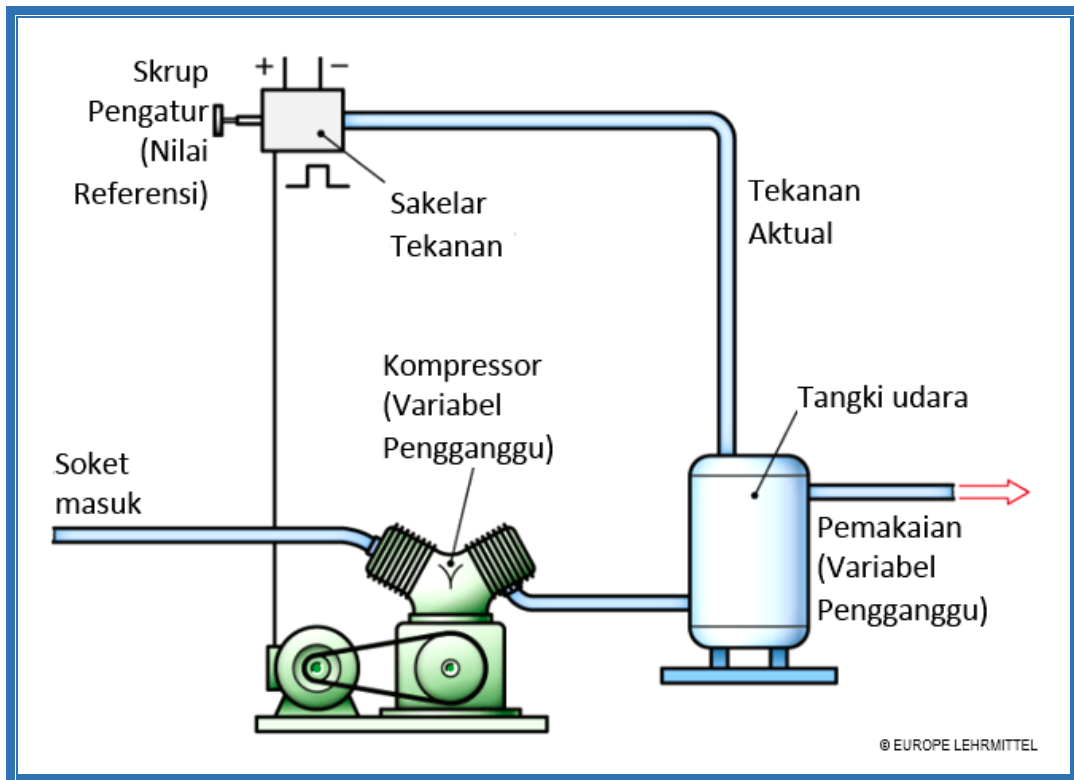 Skrup
Pengatur
(Nilai
Referensi)
+ −
Sakelar
Tekanan
Tekanan
Aktual
Kompressor
(Variabel
Pengganggu)
Tangki udara
Soket
masuk
Pemakaian
(Variabel
Pengganggu)
© EUROPE LEHRMITTEL